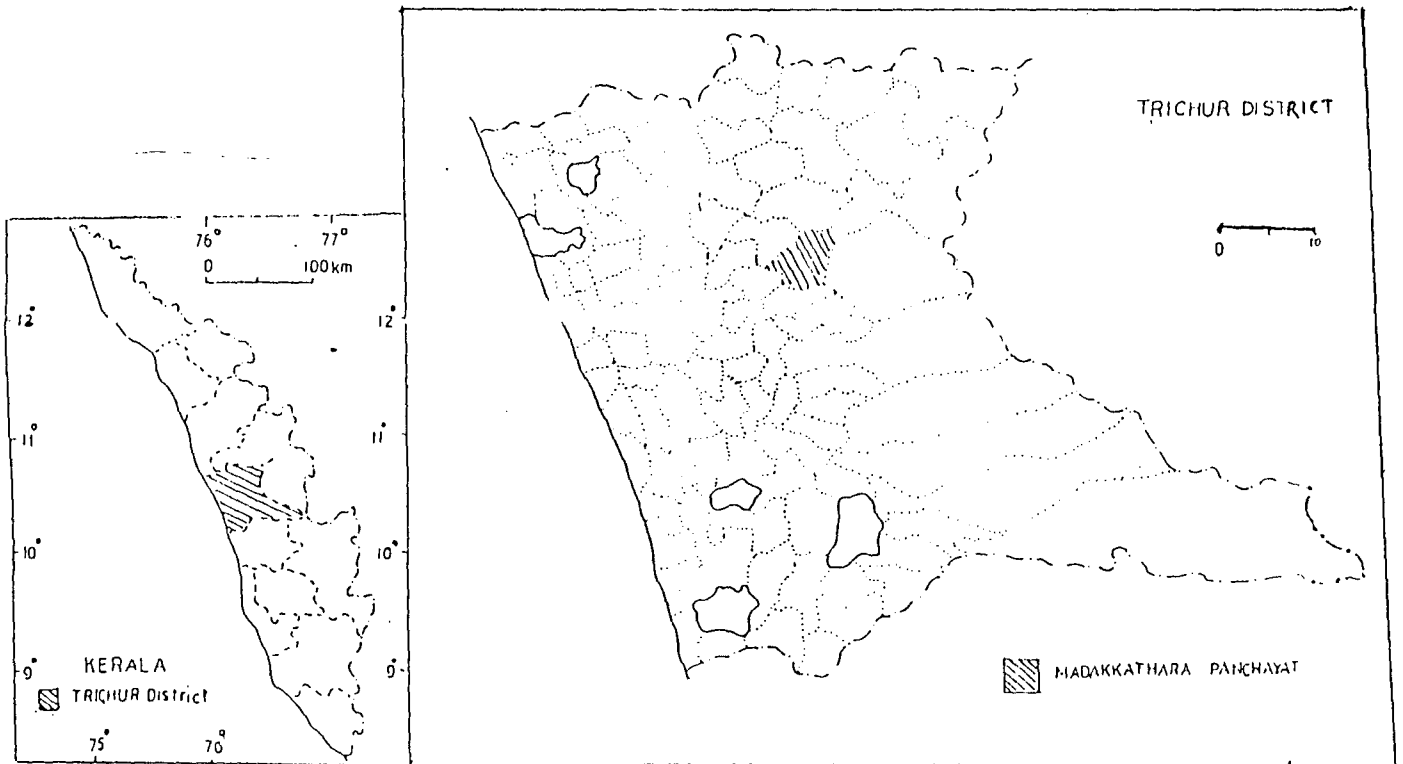 TRICHUR DISTRICT
0 10
76° 77°
0 100 km
12° 12°
11° 11°
10° 10°
9° 9°
KERALA
TRICHUR District
75° 70°
MADAKKATHARA PANCHAYAT